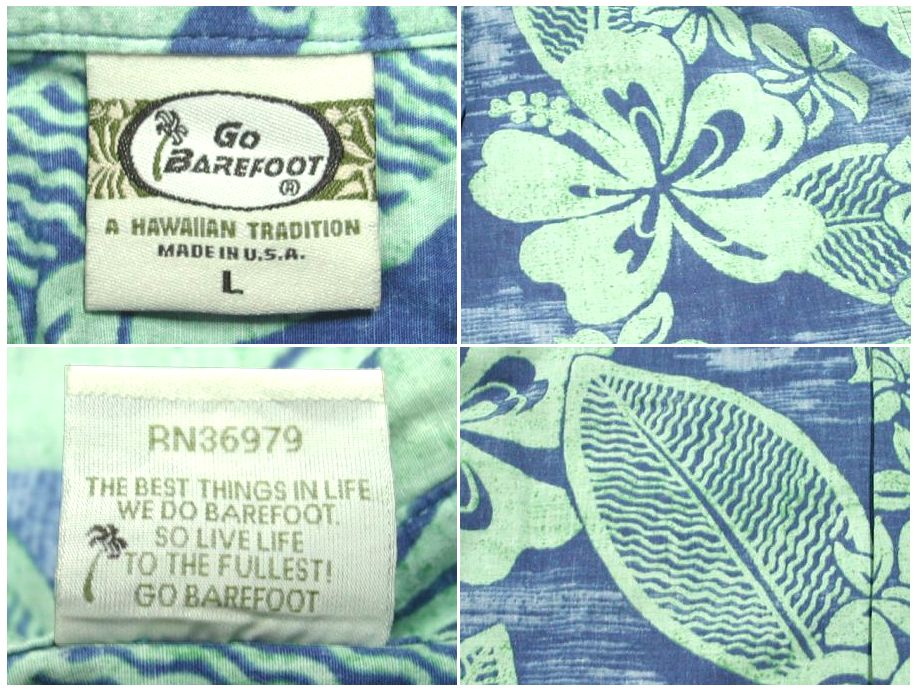 Go
BAREFOOT
®
A HAWAIIAN TRADITION
MADE IN U.S.A.
L
RN36979
THE BEST THINGS IN LIFE
WE DO BAREFOOT.
SO LIVE LIFE
TO THE FULLEST!
GO BAREFOOT